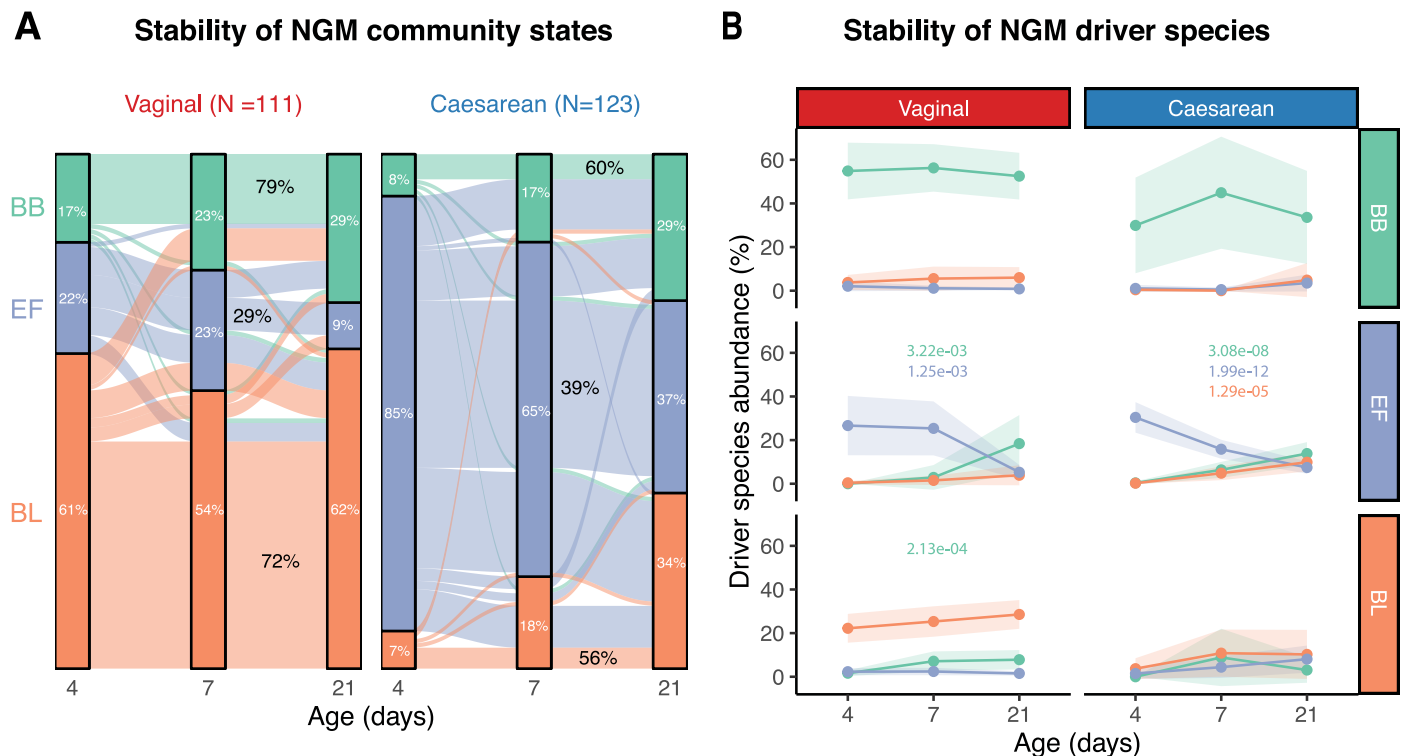 A
Stability of NGM community states
Vaginal (N =111)
Caesarean (N=123)
BB
EF
BL
17%
22%
61%
23%
23%
54%
29%
9%
62%
79%
29%
72%
8%
85%
7%
17%
65%
18%
29%
37%
34%
60%
39%
56%
4
7
21
4
7
21
Age (days)
B
Stability of NGM driver species
Vaginal
Caesarean
Driver species abundance (%)
60
40
20
0
BB
60
40
20
0
3.22e-03
1.25e-03
3.08e-08
1.99e-12
1.29e-05
EF
60
40
20
0
2.13e-04
BL
4
7
21
4
7
21
Age (days)